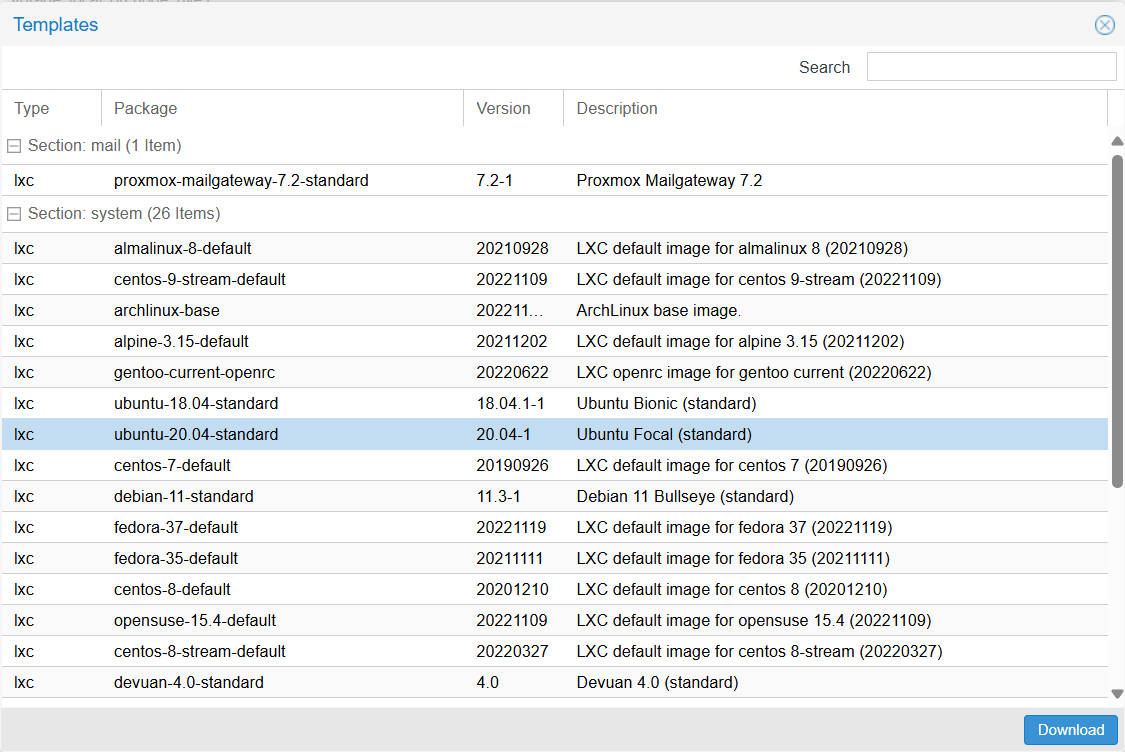 Templates
Search
Type Package Version Description
Section: mail (1 Item)
lxc proxmox-mailgateway-7.2-standard 7.2-1 Proxmox Mailgateway 7.2
Section: system (26 Items)
lxc almalinux-8-default 20210928 LXC default image for almalinux 8 (20210928)
lxc centos-9-stream-default 20221109 LXC default image for centos 9-stream (20221109)
lxc archlinux-base 202211... ArchLinux base image.
lxc alpine-3.15-default 20211202 LXC default image for alpine 3.15 (20211202)
lxc gentoo-current-openrc 20220622 LXC openrc image for gentoo current (20220622)
lxc ubuntu-18.04-standard 18.04.1-1 Ubuntu Bionic (standard)
lxc ubuntu-20.04-standard 20.04-1 Ubuntu Focal (standard)
lxc centos-7-default 20190926 LXC default image for centos 7 (20190926)
lxc debian-11-standard 11.3-1 Debian 11 Bullseye (standard)
lxc fedora-37-default 20221119 LXC default image for fedora 37 (20221119)
lxc fedora-35-default 20211111 LXC default image for fedora 35 (20211111)
lxc centos-8-default 20201210 LXC default image for centos 8 (20201210)
lxc opensuse-15.4-default 20221109 LXC default image for opensuse 15.4 (20221109)
lxc centos-8-stream-default 20220327 LXC default image for centos 8-stream (20220327)
lxc devuan-4.0-standard 4.0 Devuan 4.0 (standard)
Download